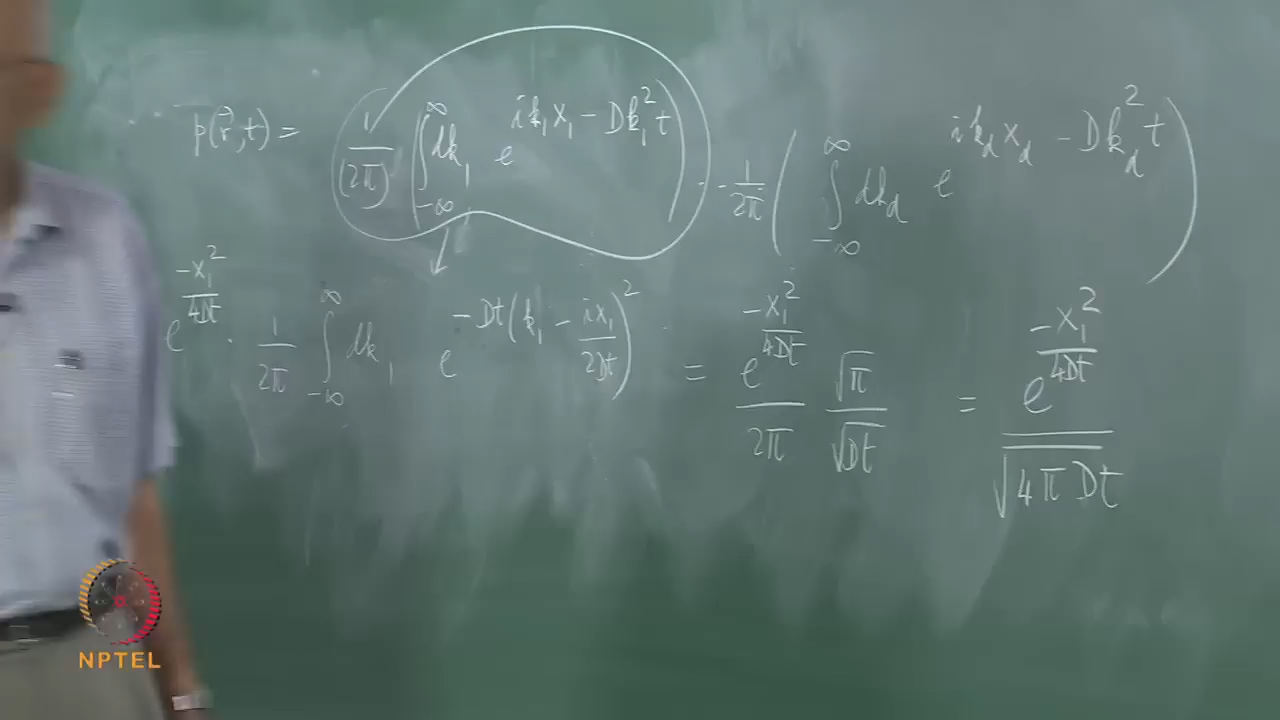 p(r⃗,t) = (1/(2π) (∫_{-∞}^{∞} dk₁ e^{ik₁x₁ - Dk₁²t}) ··· 1/2π (∫_{-∞}^{∞} dk_d e^{ik_d x_d - Dk_d²t})
e^{-x₁²/4Dt} · 1/2π ∫_{-∞}^{∞} dk₁ e^{-Dt(k₁ - ix₁/2Dt)²} = e^{-x₁²/4Dt}/2π √π/√Dt = e^{-x₁²/4Dt}/√4πDt
NPTEL